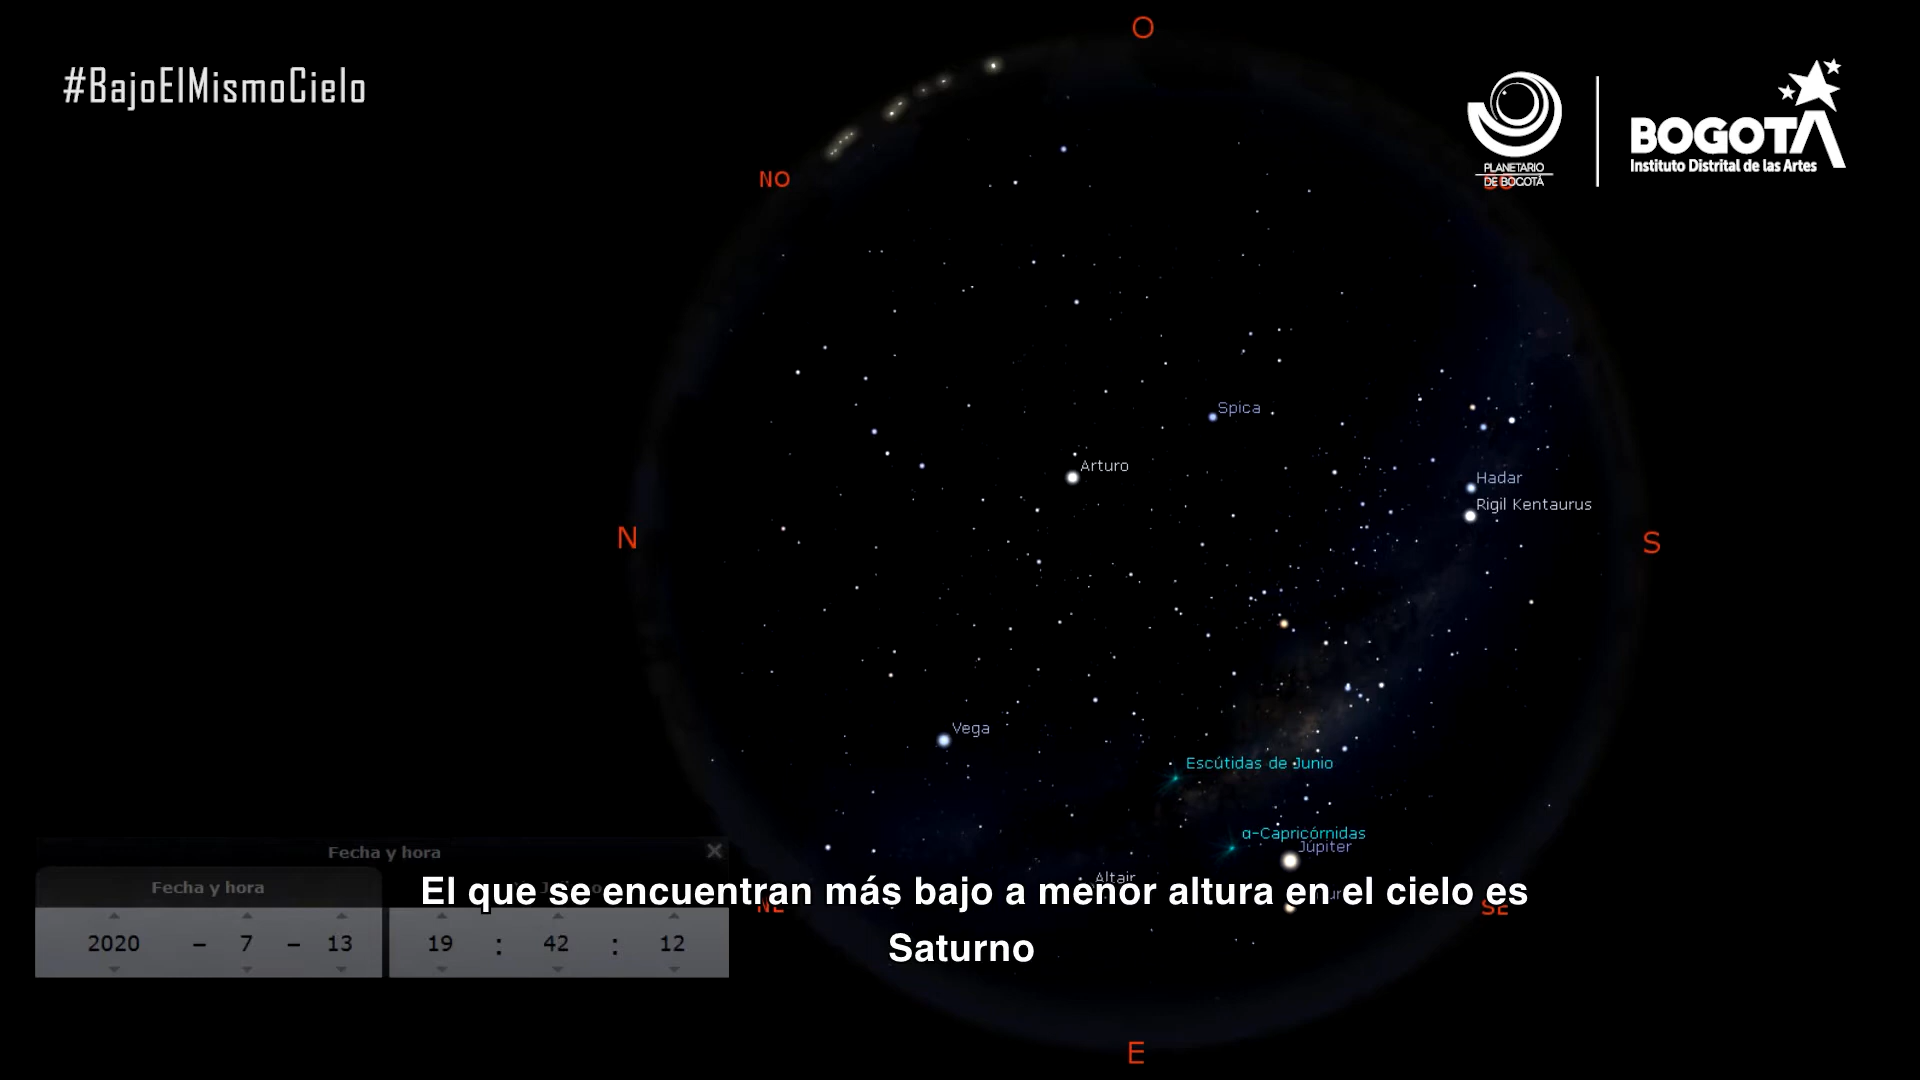 O
#BajoElMismoCielo
PLANETARIO
DE BOGOTÁ
BOGOTÁ
Instituto Distrital de las Artes
NO
Spica
Arturo
Hadar
Rigil Kentaurus
N
S
Vega
Escútidas de Junio
α-Capricórnidas
Júpiter
Altair
Fecha y hora
Fecha y hora
El que se encuentran más bajo a menor altura en el cielo es
Saturno
NE
SE
2020 - 7 - 13
19 : 42 : 12
E